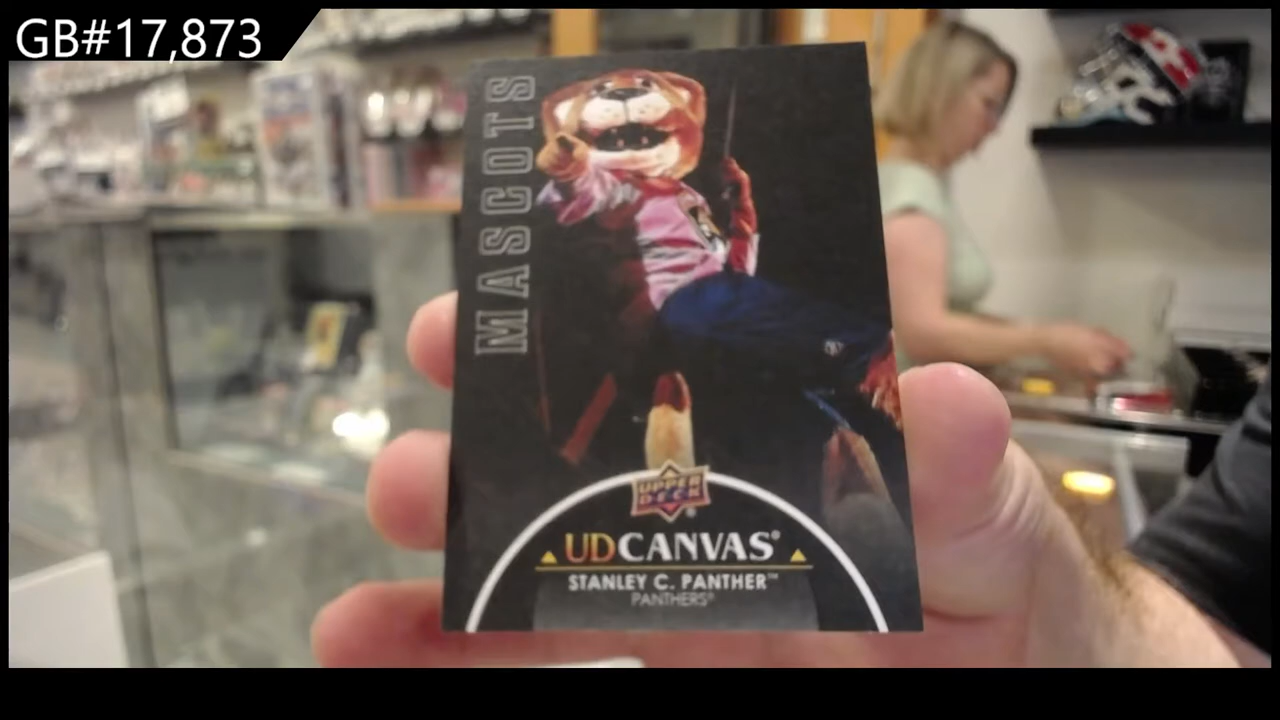 GB#17,873
MASCOTS
UPPER
DECK
UDCANVAS®
STANLEY C. PANTHER™
PANTHERS®